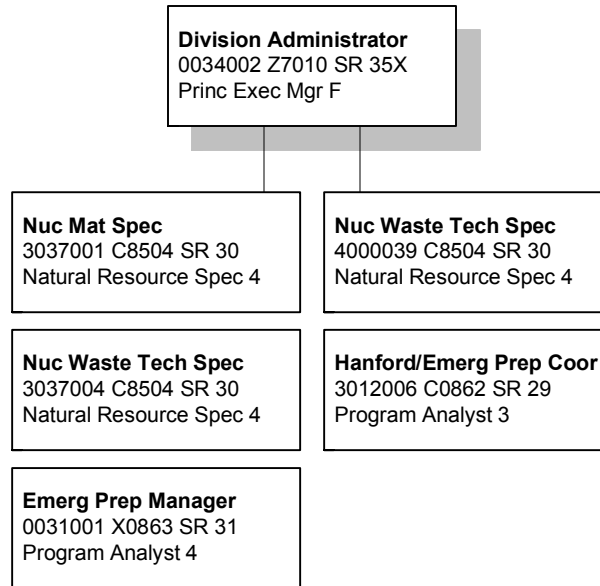 Division Administrator
0034002 Z7010 SR 35X
Princ Exec Mgr F
Nuc Mat Spec
3037001 C8504 SR 30
Natural Resource Spec 4
Nuc Waste Tech Spec
4000039 C8504 SR 30
Natural Resource Spec 4
Nuc Waste Tech Spec
3037004 C8504 SR 30
Natural Resource Spec 4
Hanford/Emerg Prep Coor
3012006 C0862 SR 29
Program Analyst 3
Emerg Prep Manager
0031001 X0863 SR 31
Program Analyst 4